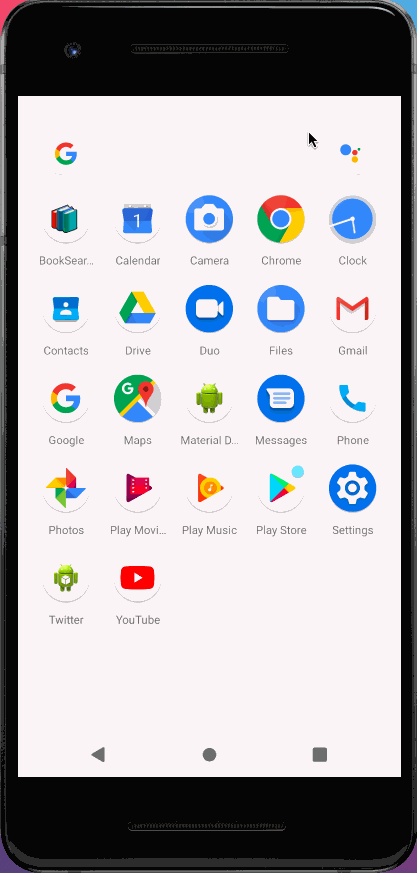 BookSear...
Calendar
Camera
Chrome
Clock
Contacts
Drive
Duo
Files
Gmail
Google
Maps
Material D...
Messages
Phone
Photos
Play Movi...
Play Music
Play Store
Settings
Twitter
YouTube